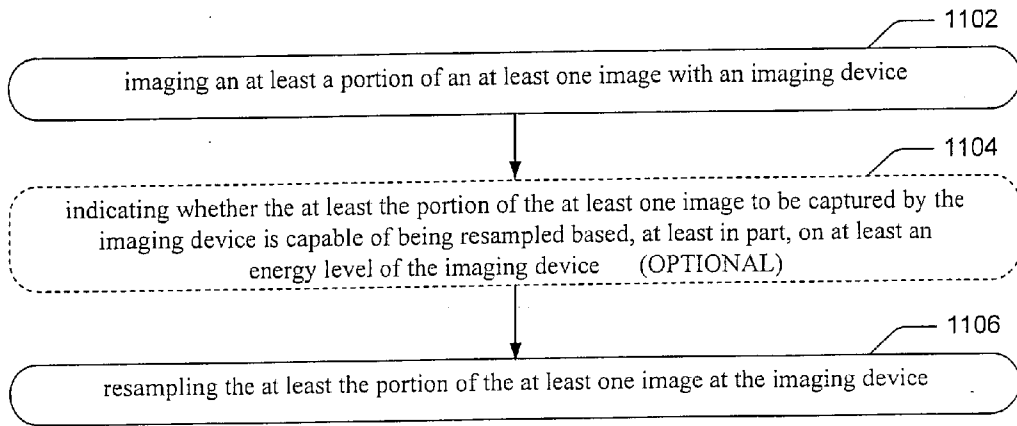 1102
imaging an at least a portion of an at least one image with an imaging device
1104
indicating whether the at least the portion of the at least one image to be captured by the
imaging device is capable of being resampled based, at least in part, on at least an
energy level of the imaging device (OPTIONAL)
1106
resampling the at least the portion of the at least one image at the imaging device